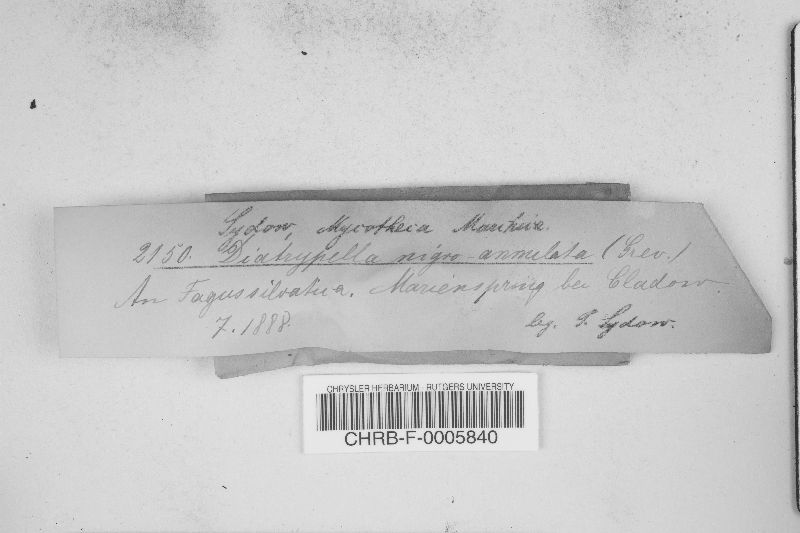 Sydow, Mycotheca Marchica.
2150. Diatrypella nigro-annulata (Grev.)
An Fagus silvatica. Marienspring bei Cladow.
7. 1888.
leg. P. Sydow.
CHRYSLER HERBARIUM - RUTGERS UNIVERSITY
CHRB-F-0005840